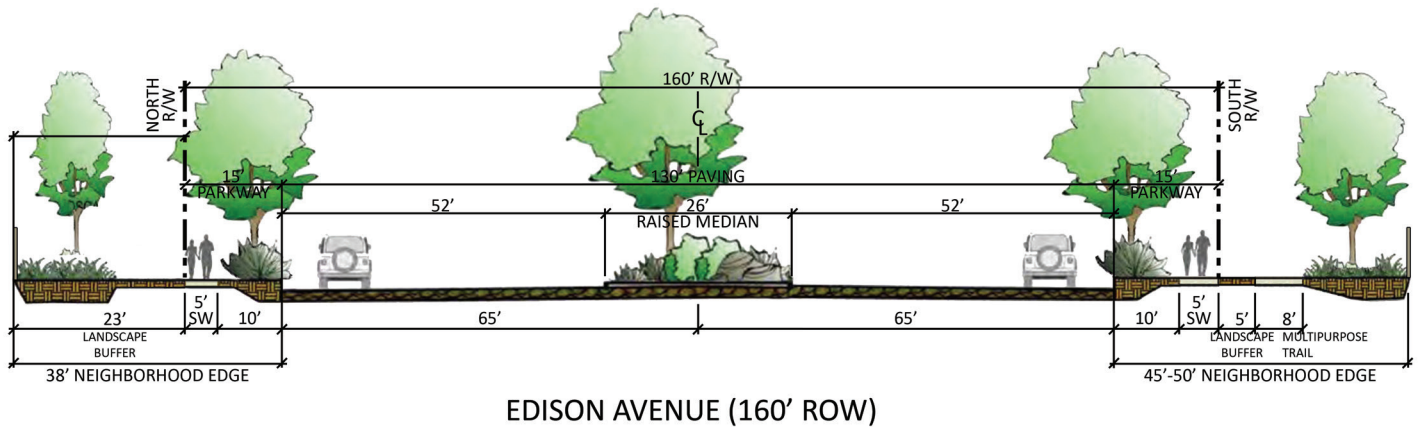 160’ R/W
NORTH
R/W
SOUTH
R/W
CL
15’
PARKWAY
130’ PAVING
15’
PARKWAY
52’
26’
52’
RAISED MEDIAN
23’
5’
SW
10’
65’
65’
10’
5’
SW
5’
8’
LANDSCAPE
BUFFER
LANDSCAPE
BUFFER
MULTIPURPOSE
TRAIL
38’ NEIGHBORHOOD EDGE
45’-50’ NEIGHBORHOOD EDGE
EDISON AVENUE (160’ ROW)